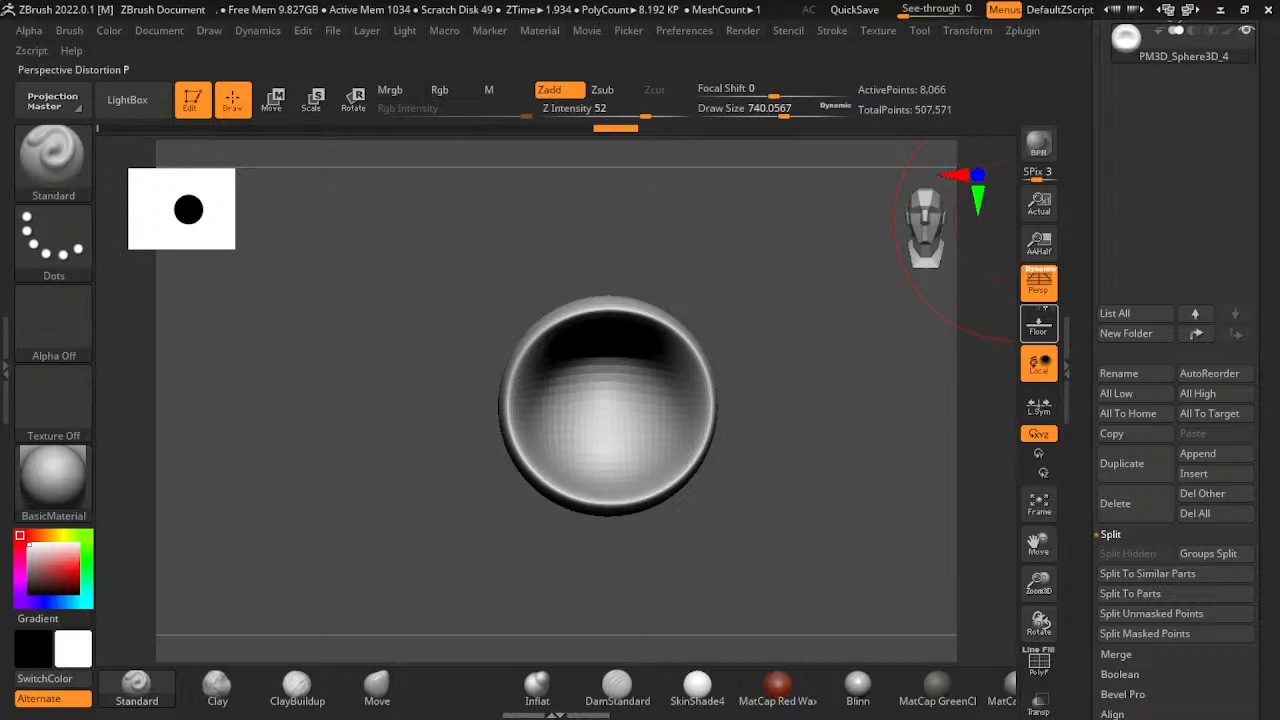 ZBrush 2022.0.1 [M] ZBrush Document . ● Free Mem 9.827GB ● Active Mem 1034 ● Scratch Disk 49 ● ZTime►1.934 ● PolyCount►8.192 KP ● MeshCount►1 AC QuickSave See-through 0 Menus DefaultZScript
Alpha Brush Color Document Draw Dynamics Edit File Layer Light Macro Marker Material Movie Picker Preferences Render Stencil Stroke Texture Tool Transform Zplugin
Zscript Help
Perspective Distortion P
PM3D_Sphere3D_4
Projection
Master
LightBox
Edit
Draw
Move
Scale
Rotate
Mrgb Rgb M
Rgb Intensity
Zadd Zsub Zcut
Z Intensity 52
Focal Shift 0
Draw Size 740.0567 Dynamic
ActivePoints: 8,066
TotalPoints: 507,571
Standard
Dots
Alpha Off
Texture Off
BasicMaterial
Gradient
SwitchColor
Alternate
BPR
SPix 3
Actual
AAHalf
Dynamic
Persp
Floor
Local
L.Sym
XYZ
Frame
Move
Zoom3D
Rotate
Line Fill
PolyF
Transp
List All
New Folder
Rename AutoReorder
All Low All High
All To Home All To Target
Copy Paste
Duplicate Append
Insert
Delete Del Other
Del All
Split
Split Hidden Groups Split
Split To Similar Parts
Split To Parts
Split Unmasked Points
Split Masked Points
Merge
Boolean
Bevel Pro
Align
Standard Clay ClayBuildup Move Inflat DamStandard SkinShade4 MatCap Red Wax Blinn MatCap GreenCl MatCa